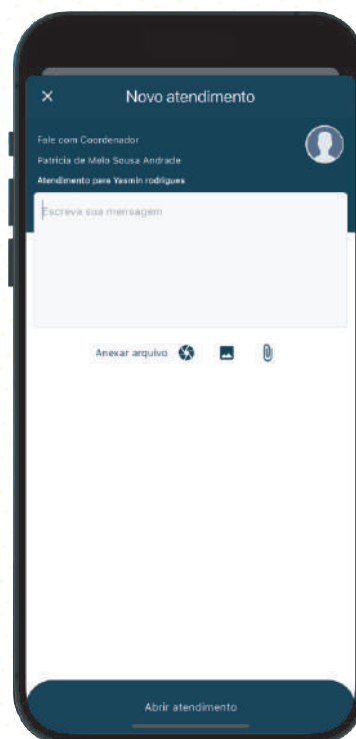 Novo atendimento
Fale com Coordenador
Patricia de Melo Sousa Andrade
Atendimento para Yasmin rodrigues
Escreva sua mensagem
Anexar arquivo
Abrir atendimento